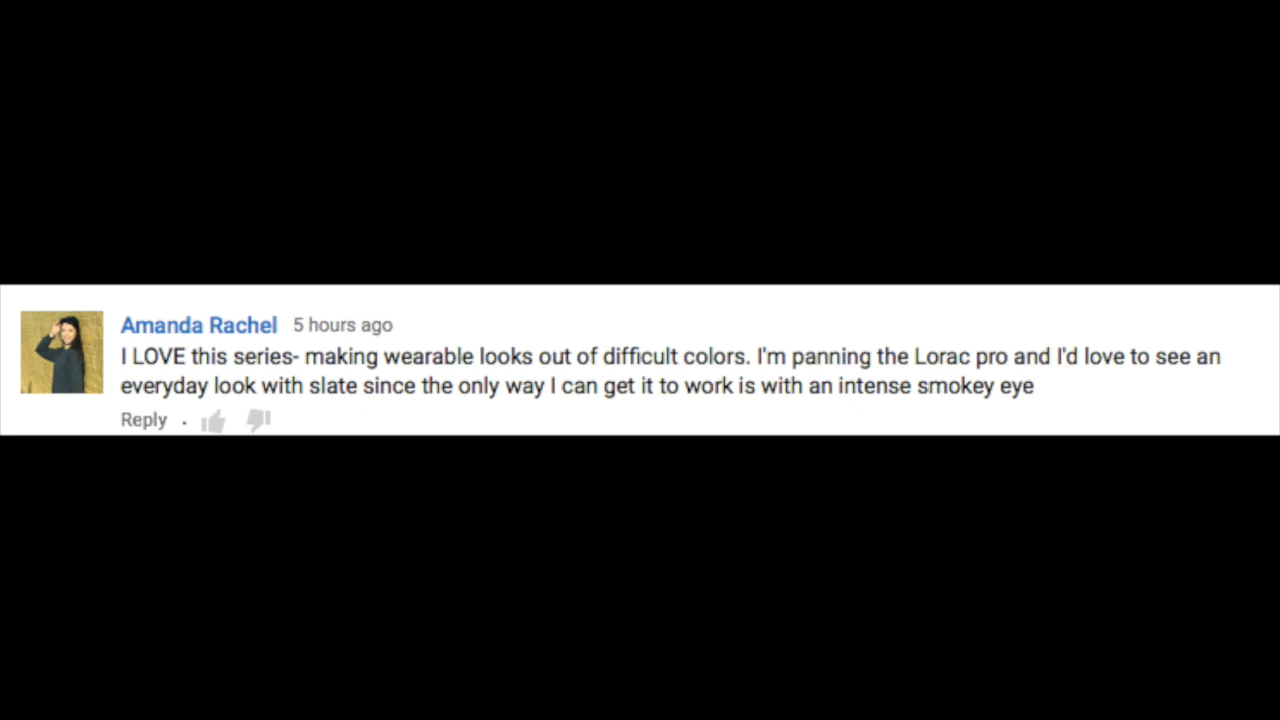 Amanda Rachel 5 hours ago
I LOVE this series- making wearable looks out of difficult colors. I'm panning the Lorac pro and I'd love to see an
everyday look with slate since the only way I can get it to work is with an intense smokey eye
Reply .